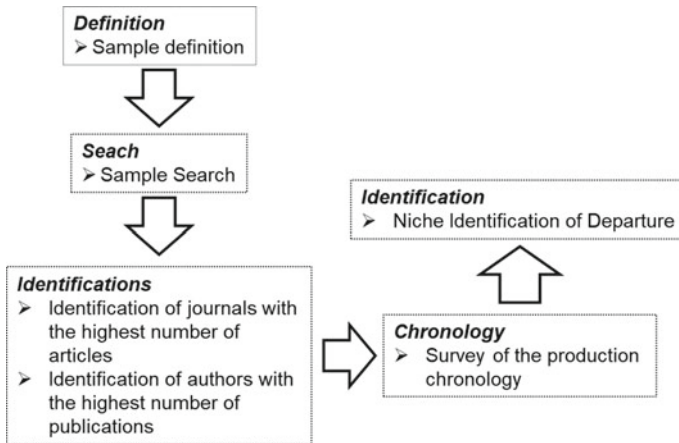 Definition
➢ Sample definition
Seach
➢ Sample Search
Identifications
➢ Identification of journals with
the highest number of
articles
➢ Identification of authors with
the highest number of
publications
Chronology
➢ Survey of the production
chronology
Identification
➢ Niche Identification of Departure